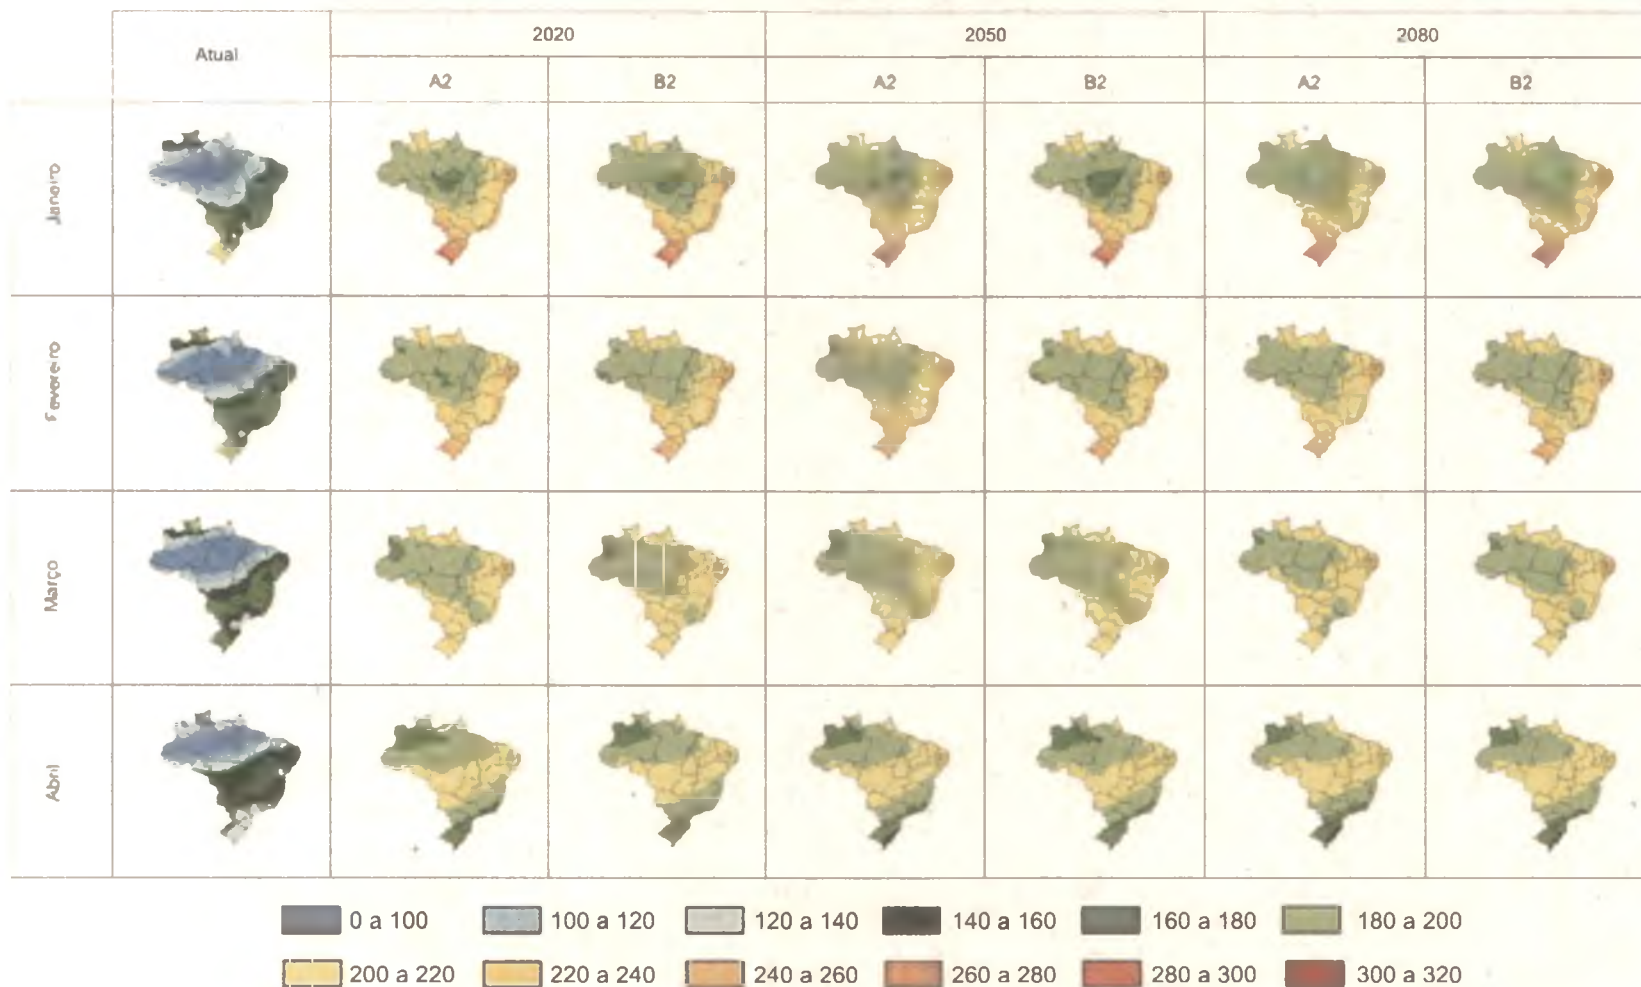 Atual 2020 2050 2080
A2 B2 A2 B2 A2 B2
Janeiro
Fevereiro
Março
Abril
0 a 100 100 a 120 120 a 140 140 a 160 160 a 180 180 a 200
200 a 220 220 a 240 240 a 260 260 a 280 280 a 300 300 a 320